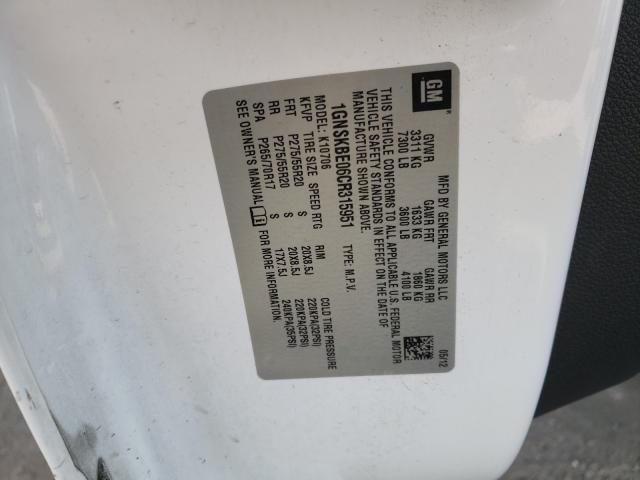 GM
MFD BY GENERAL MOTORS LLC
05/12
GVWR GAWR FRT GAWR RR
3311 KG 1633 KG 1860 KG
7300 LB 3600 LB 4100 LB
THIS VEHICLE CONFORMS TO ALL APPLICABLE U.S. FEDERAL MOTOR
VEHICLE SAFETY STANDARDS IN EFFECT ON THE DATE OF
MANUFACTURE SHOWN ABOVE.
1GNSKBE06CR315951 TYPE: M.P.V.
MODEL: K10706
KFVP TIRE SIZE SPEED RTG RIM COLD TIRE PRESSURE
FRT P275/55R20 S 20X8.5J 220KPA(32PSI)
RR P275/55R20 S 20X8.5J 220KPA(32PSI)
SPA P265/70R17 S 17X7.5J 240KPA(35PSI)
SEE OWNER'S MANUAL FOR MORE INFORMATION.